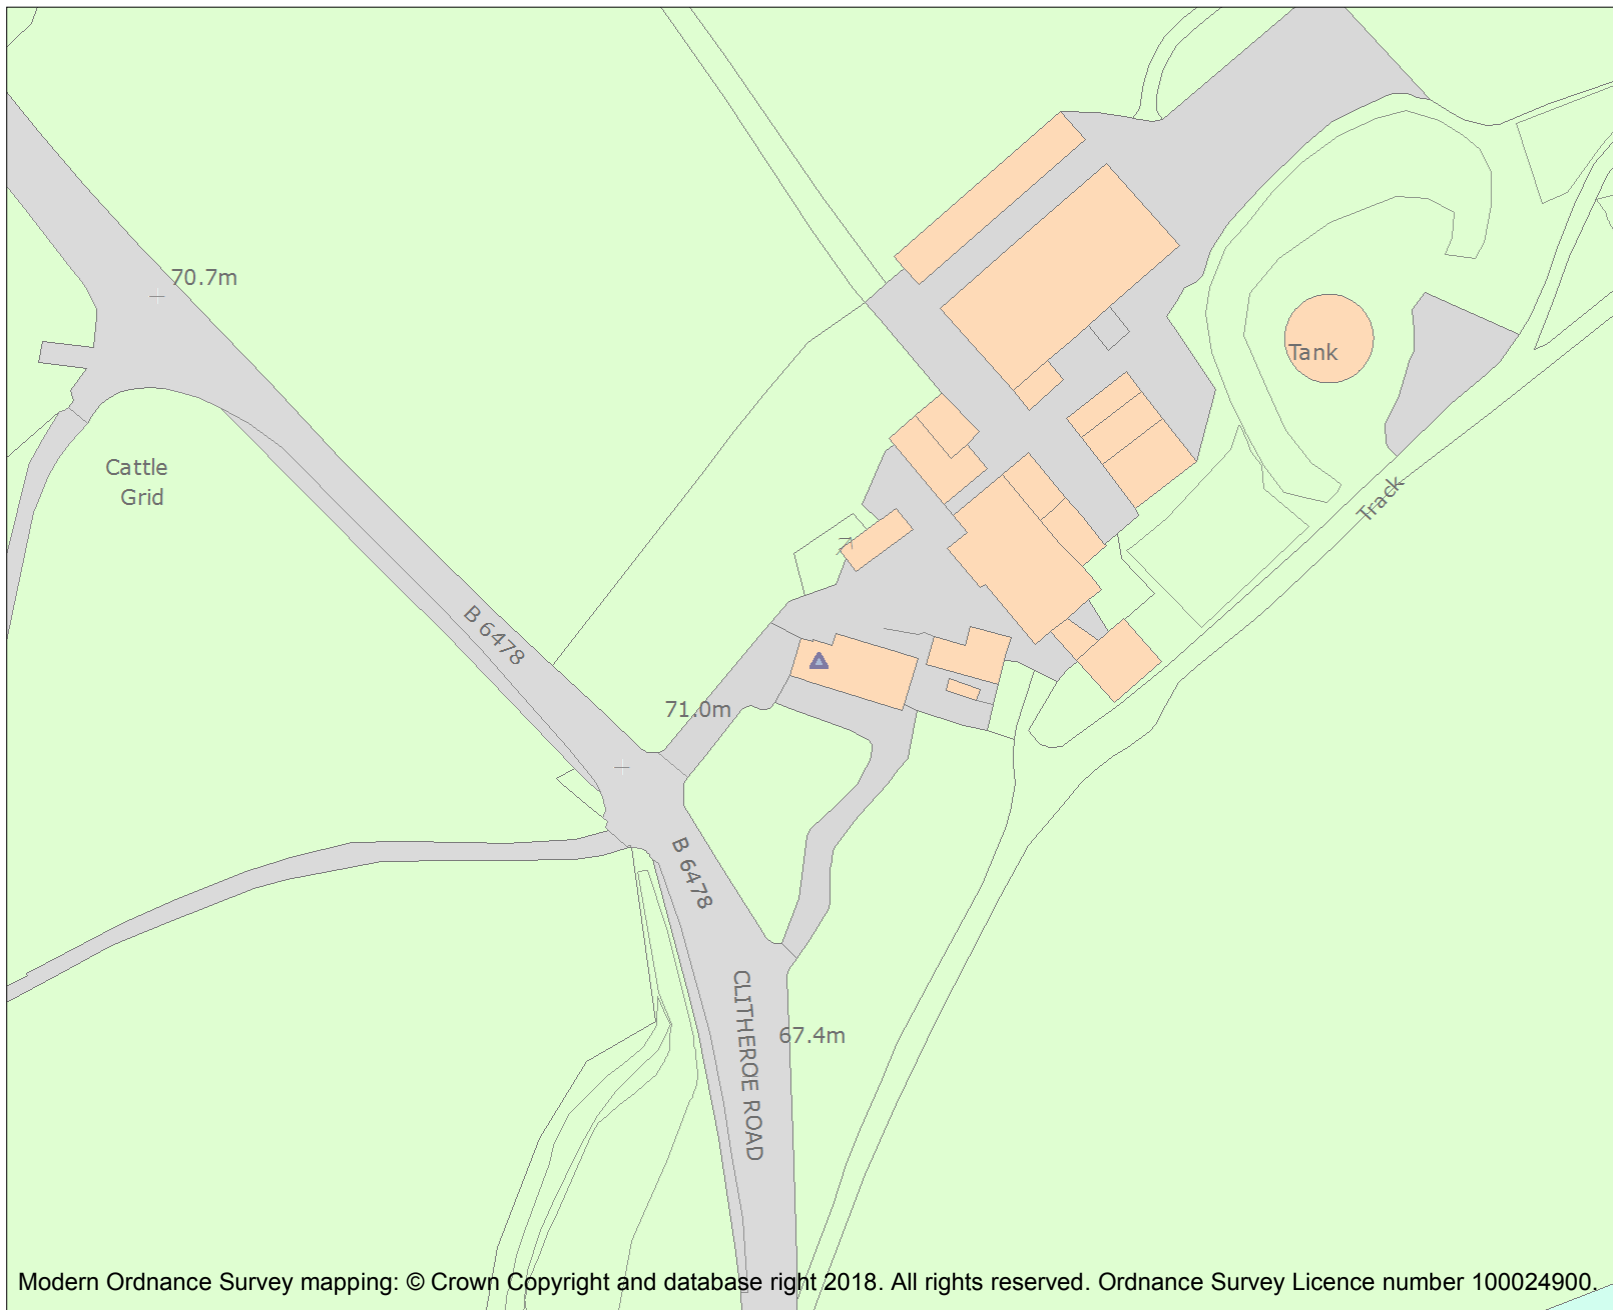 70.7m
Tank
Cattle
Grid
Track
B 6478
71.0m
B 6478
CLITHEROE ROAD
67.4m
Modern Ordnance Survey mapping: © Crown Copyright and database right 2018. All rights reserved. Ordnance Survey Licence number 100024900.